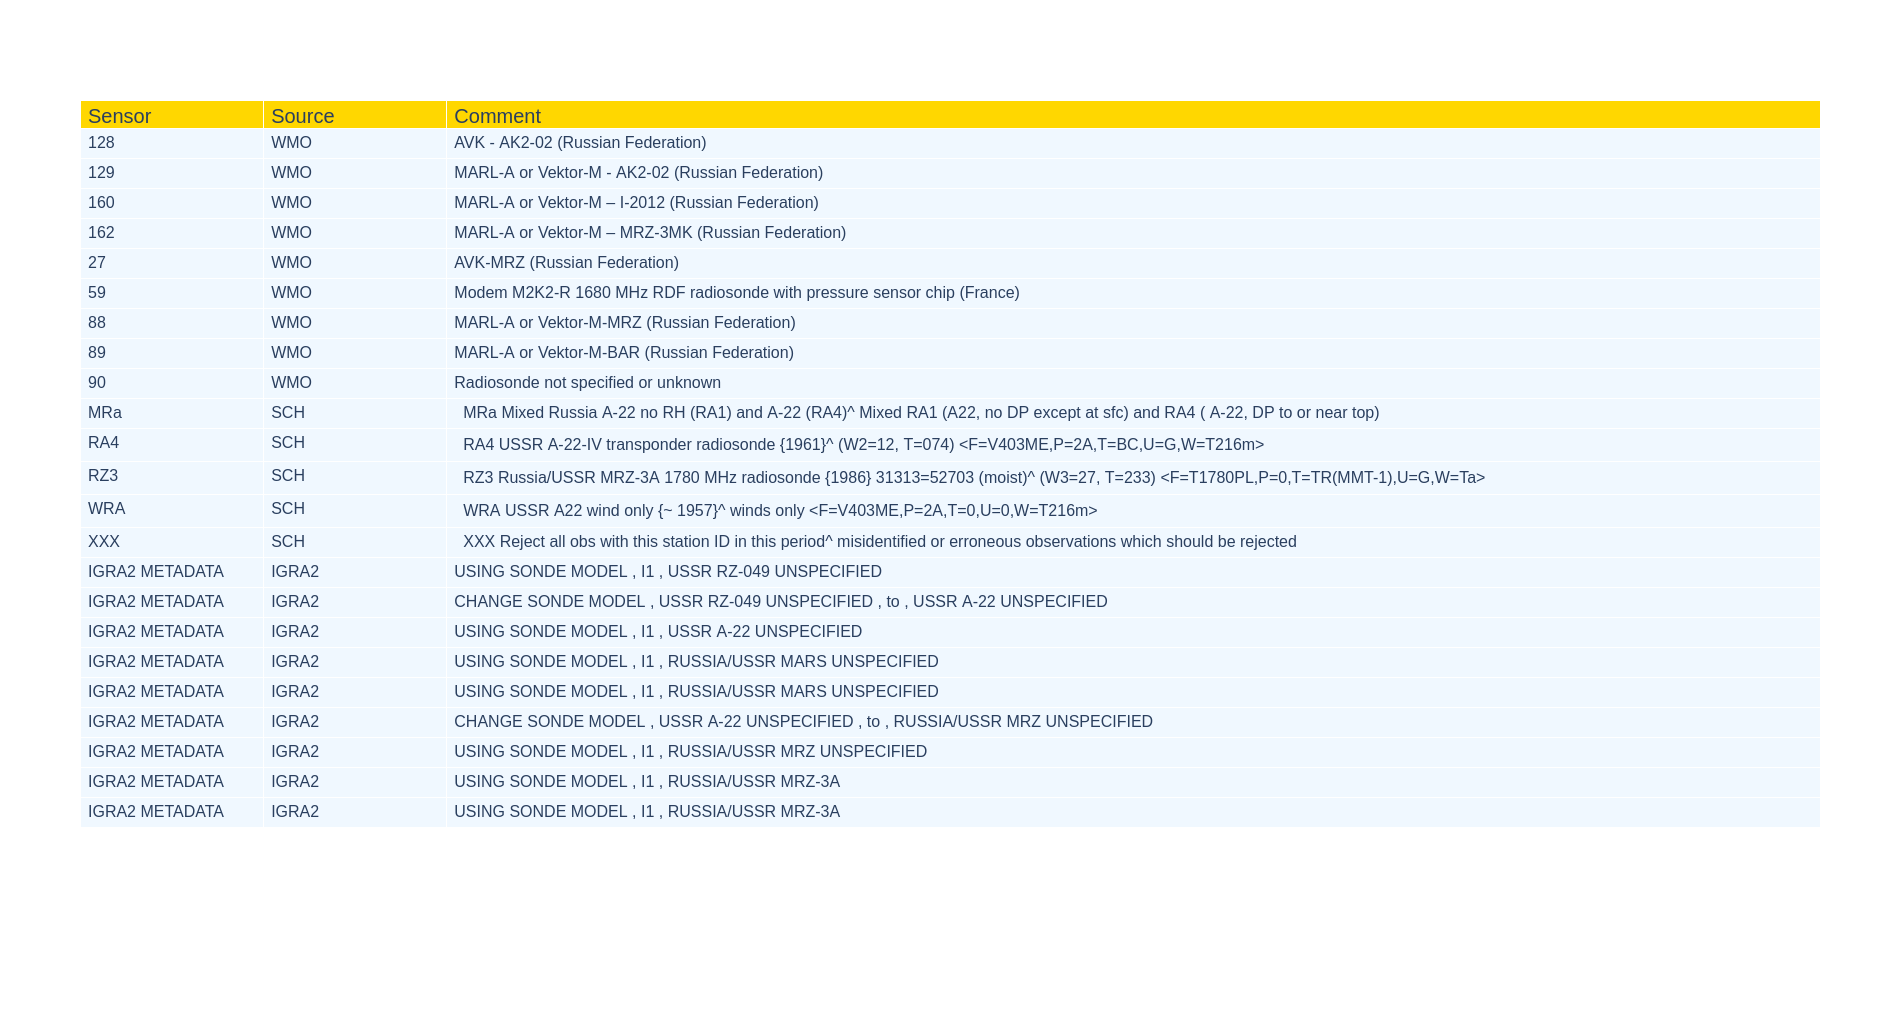 Sensor Source Comment
128 WMO AVK - AK2-02 (Russian Federation)
129 WMO MARL-A or Vektor-M - AK2-02 (Russian Federation)
160 WMO MARL-A or Vektor-M – I-2012 (Russian Federation)
162 WMO MARL-A or Vektor-M – MRZ-3MK (Russian Federation)
27 WMO AVK-MRZ (Russian Federation)
59 WMO Modem M2K2-R 1680 MHz RDF radiosonde with pressure sensor chip (France)
88 WMO MARL-A or Vektor-M-MRZ (Russian Federation)
89 WMO MARL-A or Vektor-M-BAR (Russian Federation)
90 WMO Radiosonde not specified or unknown
MRa SCH MRa Mixed Russia A-22 no RH (RA1) and A-22 (RA4)^ Mixed RA1 (A22, no DP except at sfc) and RA4 ( A-22, DP to or near top)
RA4 SCH RA4 USSR A-22-IV transponder radiosonde {1961}^ (W2=12, T=074) <F=V403ME,P=2A,T=BC,U=G,W=T216m>
RZ3 SCH RZ3 Russia/USSR MRZ-3A 1780 MHz radiosonde {1986} 31313=52703 (moist)^ (W3=27, T=233) <F=T1780PL,P=0,T=TR(MMT-1),U=G,W=Ta>
WRA SCH WRA USSR A22 wind only {~ 1957}^ winds only <F=V403ME,P=2A,T=0,U=0,W=T216m>
XXX SCH XXX Reject all obs with this station ID in this period^ misidentified or erroneous observations which should be rejected
IGRA2 METADATA IGRA2 USING SONDE MODEL , I1 , USSR RZ-049 UNSPECIFIED
IGRA2 METADATA IGRA2 CHANGE SONDE MODEL , USSR RZ-049 UNSPECIFIED , to , USSR A-22 UNSPECIFIED
IGRA2 METADATA IGRA2 USING SONDE MODEL , I1 , USSR A-22 UNSPECIFIED
IGRA2 METADATA IGRA2 USING SONDE MODEL , I1 , RUSSIA/USSR MARS UNSPECIFIED
IGRA2 METADATA IGRA2 USING SONDE MODEL , I1 , RUSSIA/USSR MARS UNSPECIFIED
IGRA2 METADATA IGRA2 CHANGE SONDE MODEL , USSR A-22 UNSPECIFIED , to , RUSSIA/USSR MRZ UNSPECIFIED
IGRA2 METADATA IGRA2 USING SONDE MODEL , I1 , RUSSIA/USSR MRZ UNSPECIFIED
IGRA2 METADATA IGRA2 USING SONDE MODEL , I1 , RUSSIA/USSR MRZ-3A
IGRA2 METADATA IGRA2 USING SONDE MODEL , I1 , RUSSIA/USSR MRZ-3A